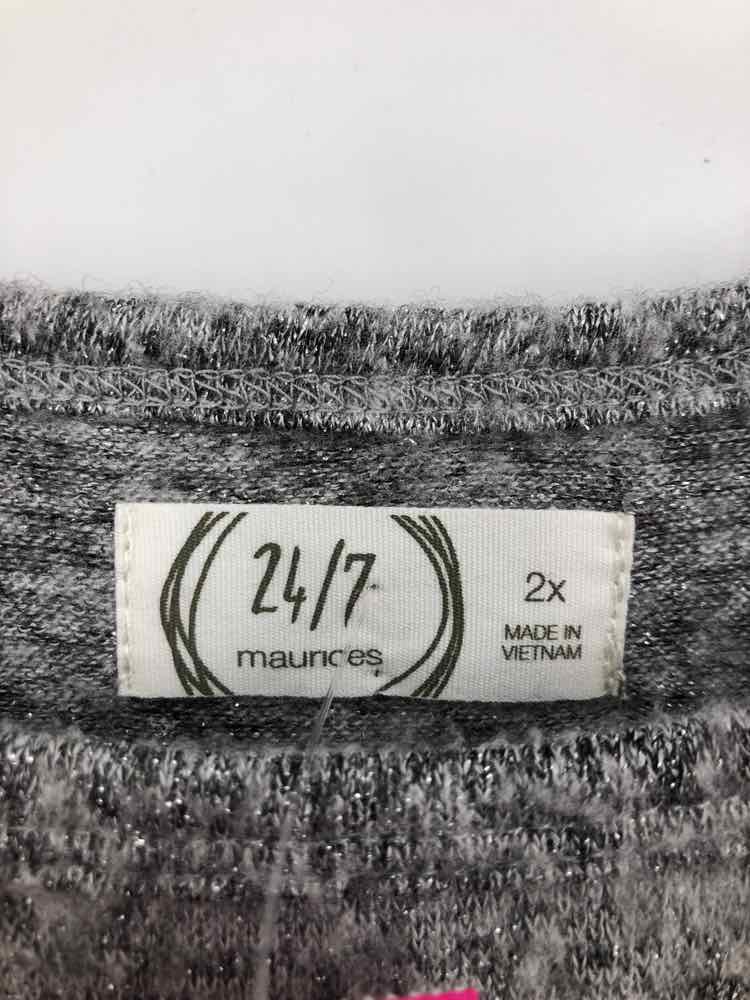 24/7
maurices
2x
MADE IN
VIETNAM